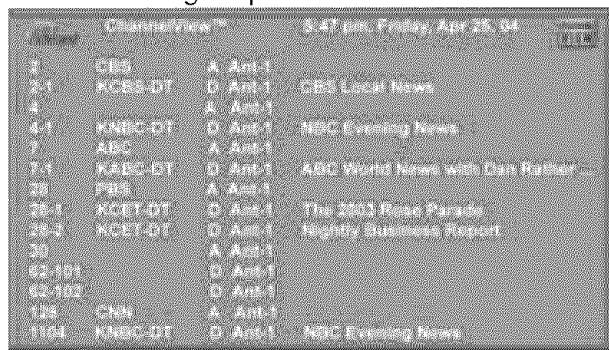 ChannelView™ 5:47 pm, Friday, Apr 25, 04
2 CBS A Ant-1
2-1 KCBS-DT D Ant-1 CBS Local News
4 A Ant-1
4-1 KNBC-DT D Ant-1 NBC Evening News
7 ABC A Ant-1
7-1 KABC-DT D Ant-1 ABC World News with Dan Rather ...
28 PBS A Ant-1
28-1 KCET-DT D Ant-1 The 2003 Rose Parade
28-2 KCET-DT D Ant-1 Nightly Business Report
30 A Ant-1
62-101 D Ant-1
62-102 D Ant-1
128 CNN A Ant-1
1104 KNBC-DT D Ant-1 NBC Evening News